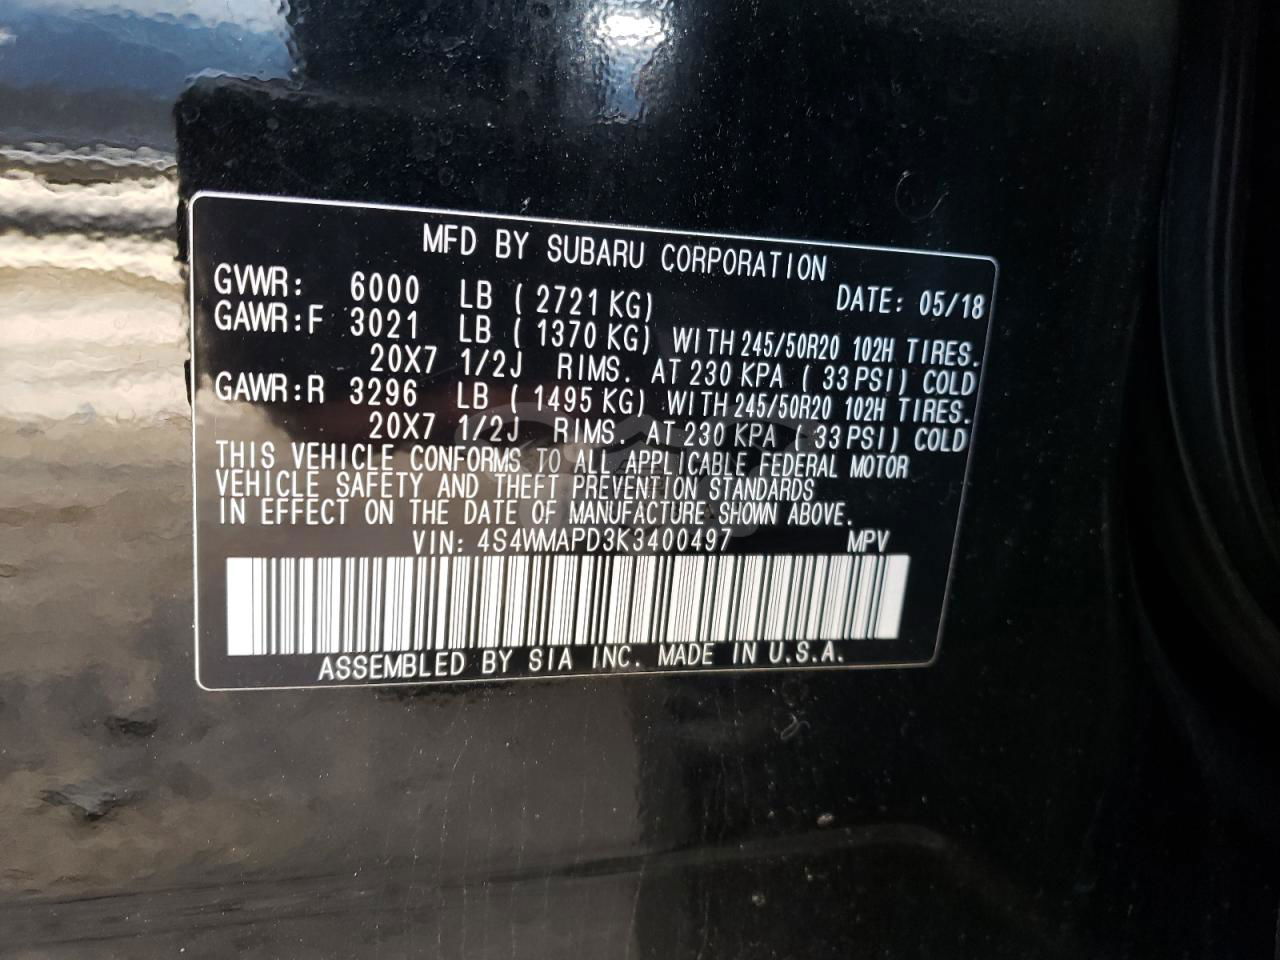 MFD BY SUBARU CORPORATION
GVWR: 6000 LB ( 2721 KG) DATE: 05/18
GAWR:F 3021 LB ( 1370 KG) WITH 245/50R20 102H TIRES.
20X7 1/2J RIMS. AT 230 KPA ( 33 PSI) COLD
GAWR:R 3296 LB ( 1495 KG) WITH 245/50R20 102H TIRES.
20X7 1/2J RIMS. AT 230 KPA ( 33 PSI) COLD
THIS VEHICLE CONFORMS TO ALL APPLICABLE FEDERAL MOTOR
VEHICLE SAFETY AND THEFT PREVENTION STANDARDS
IN EFFECT ON THE DATE OF MANUFACTURE SHOWN ABOVE.
VIN: 4S4WMAPD3K3400497 MPV
ASSEMBLED BY SIA INC. MADE IN U.S.A.